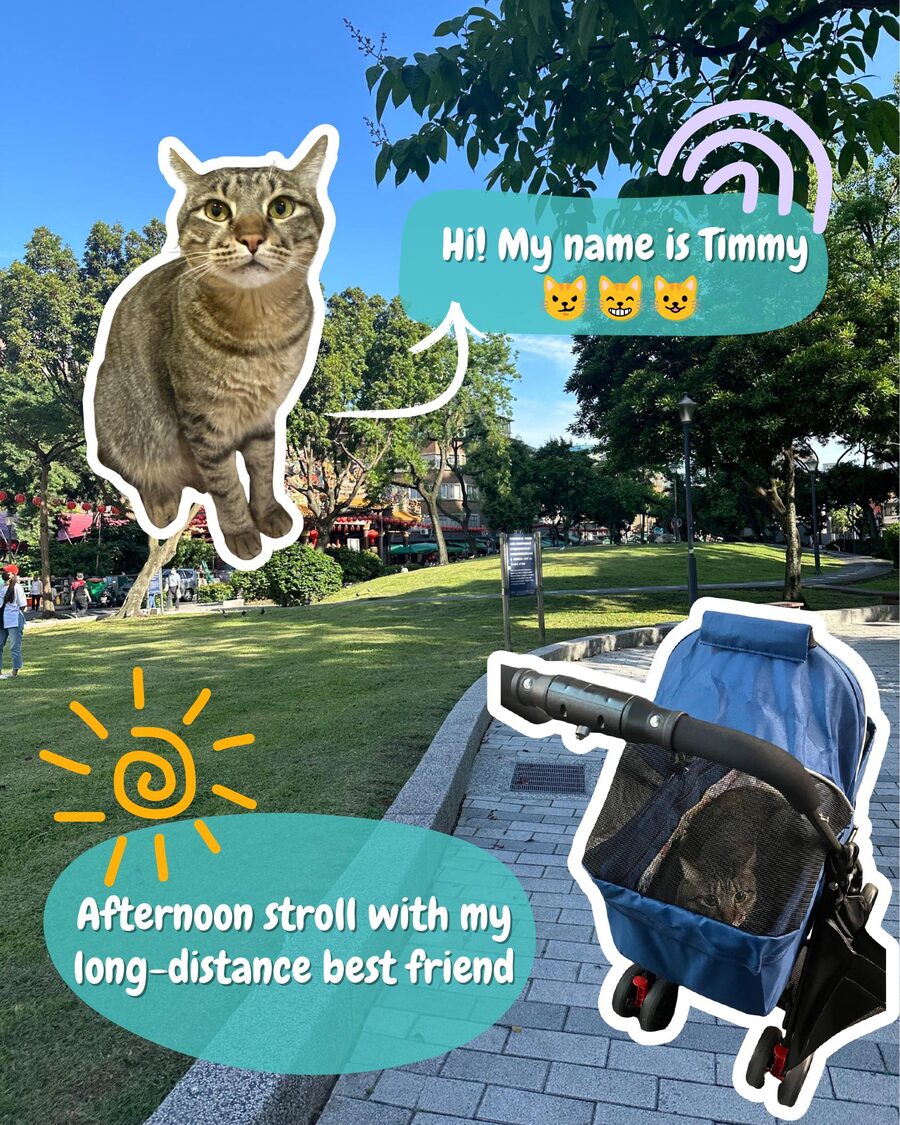 Hi! My name is Timmy
😼😸😺
Afternoon stroll with my
long-distance best friend